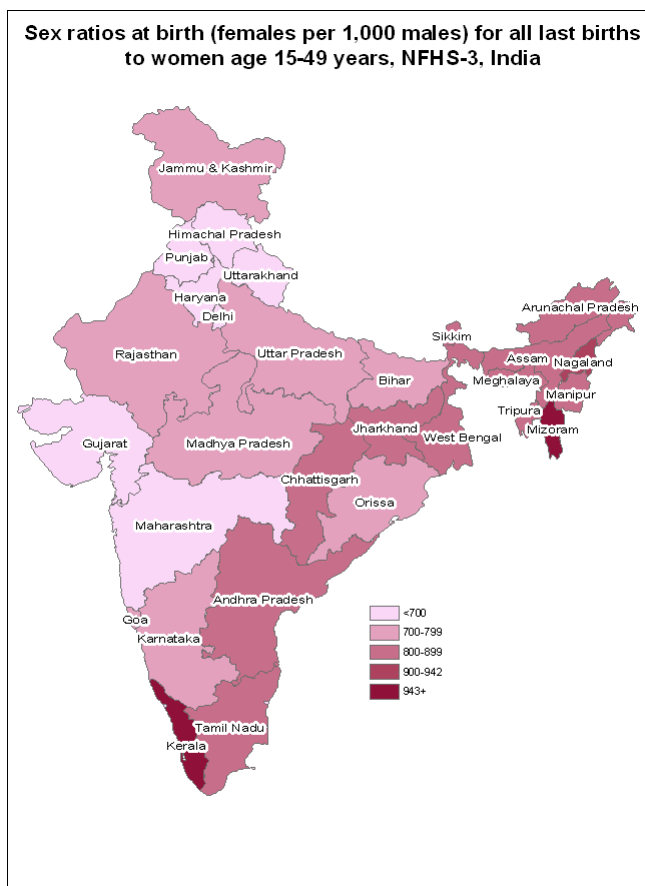 Sex ratios at birth (females per 1,000 males) for all last births
to women age 15-49 years, NFHS-3, India
Jammu & Kashmir
Himachal Pradesh
Punjab
Uttarakhand
Haryana
Delhi
Arunachal Pradesh
Sikkim
Rajasthan
Uttar Pradesh
Assam
Nagaland
Bihar
Meghalaya
Manipur
Tripura
Mizoram
Jharkhand
West Bengal
Gujarat
Madhya Pradesh
Chhattisgarh
Orissa
Maharashtra
Andhra Pradesh
Goa
Karnataka
Tamil Nadu
Kerala
<700
700-799
800-899
900-942
943+